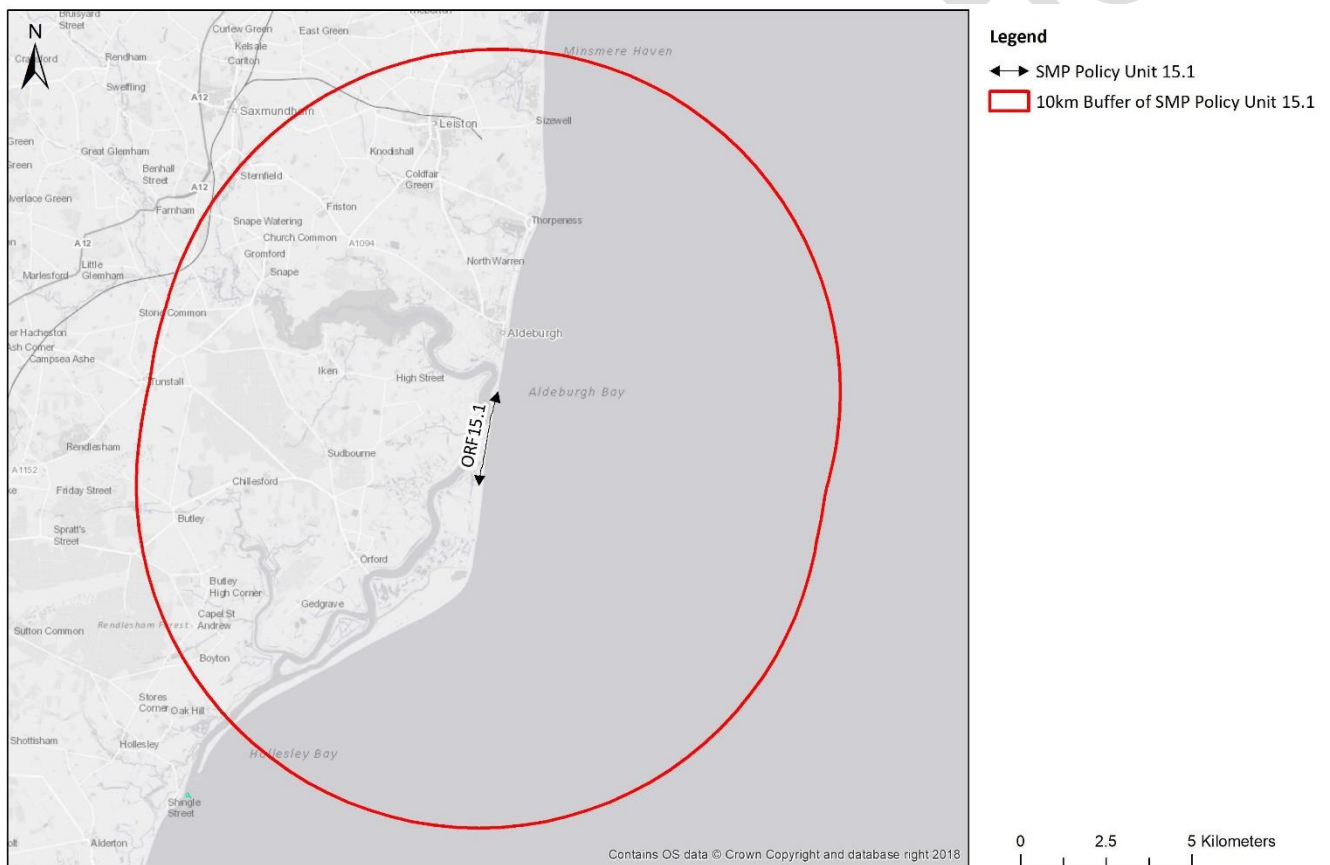 Bruisyard
Street
Curlew Green
East Green
Kelsale
Carlton
Minsmere Haven
N
Rendham
Sweffling
A12
Saxmundham
Leiston
Sizewell
Green
Great Glemham
Knodishall
Green
Benhall
Street
Sternfield
Coldfair
Green
A12
Farnham
Friston
Snape Watering
Thorpeness
A12
Church Common
A1094
Little
Glemham
Gromford
North Warren
Marlesford
Snape
Stone Common
er Hacheston
Aldeburgh
Ash Corner
Campsea Ashe
Iken
High Street
Tunstall
Aldeburgh Bay
ORF15.1
Rendlesham
Sudbourne
A1152
Friday Street
Chillesford
Butley
Spratt's
Street
Orford
Butley
High Corner
Gedgrave
Capel St
Andrew
Sutton Common
Rendlesham Forest
Boyton
Stores
Corner
Oak Hill
Shottisham
Hollesley
Hollesley Bay
Shingle
Street
Alderton
Contains OS data © Crown Copyright and database right 2018
Legend
SMP Policy Unit 15.1
10km Buffer of SMP Policy Unit 15.1
0 2.5 5 Kilometers